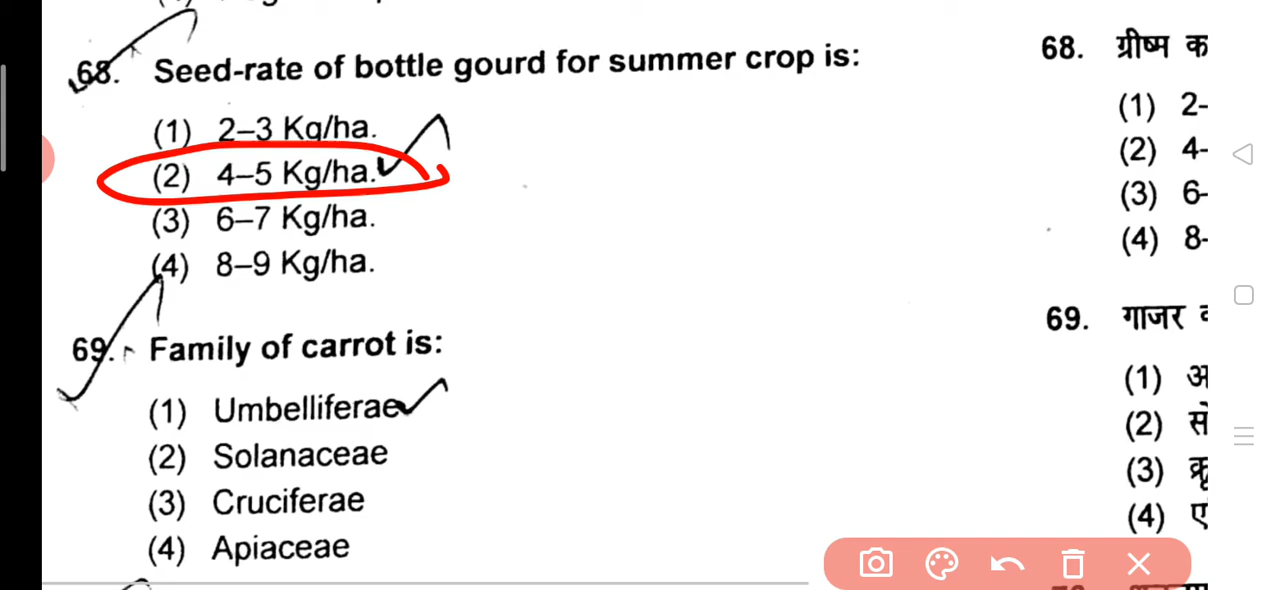 68. Seed-rate of bottle gourd for summer crop is:
(1) 2–3 Kg/ha.
(2) 4–5 Kg/ha.
(3) 6–7 Kg/ha.
(4) 8–9 Kg/ha.
69. Family of carrot is:
(1) Umbelliferae
(2) Solanaceae
(3) Cruciferae
(4) Apiaceae
68. ग्रीष्म क
(1) 2-
(2) 4-
(3) 6-
(4) 8-
69. गाजर
(1) अ
(2) सो
(3) क्रू
(4) ए